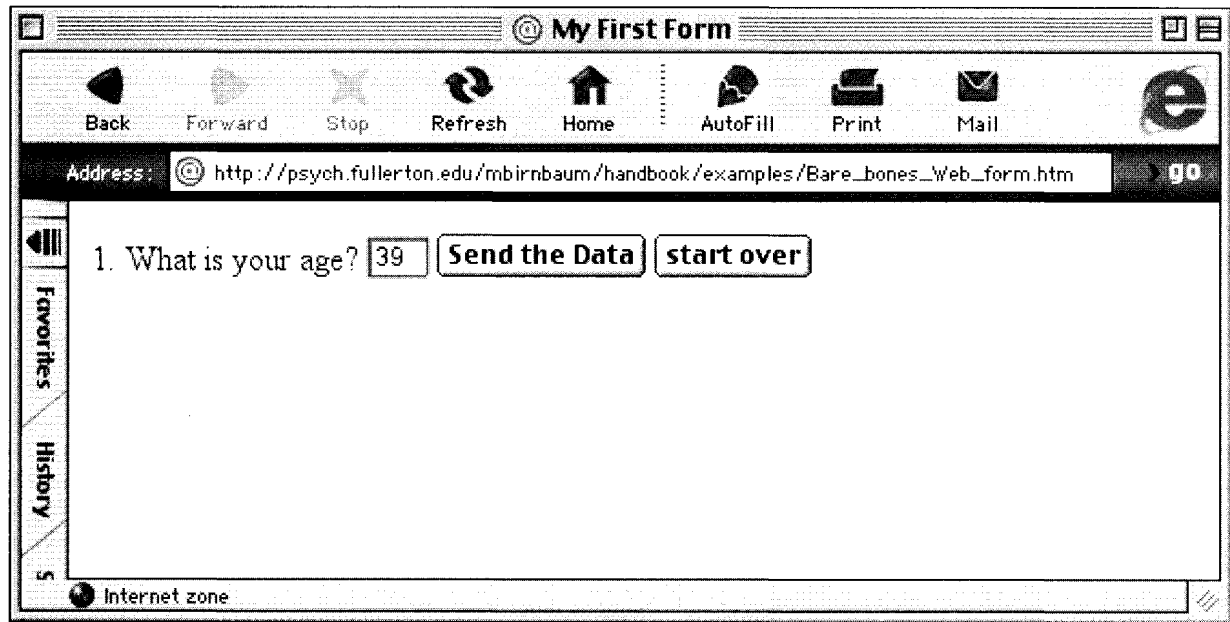 My First Form
Back Forward Stop Refresh Home AutoFill Print Mail
Address: http://psych.fullerton.edu/mbirnbaum/handbook/examples/Bare_bones_Web_form.htm go
1. What is your age? 39 Send the Data start over
Favorites
History
S
Internet zone